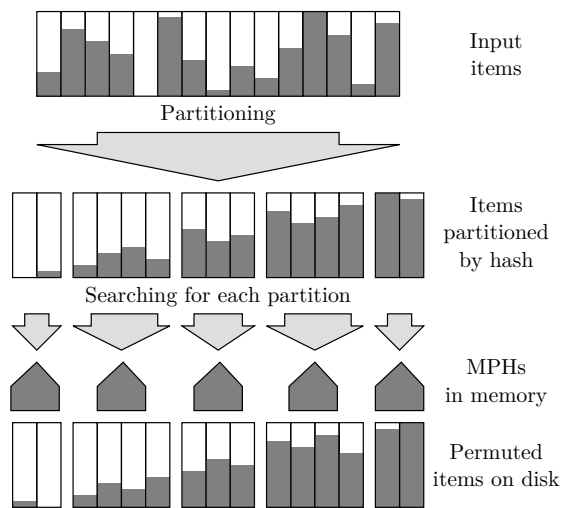 Input
items
Partitioning
Items
partitioned
by hash
Searching for each partition
MPHs
in memory
Permuted
items on disk